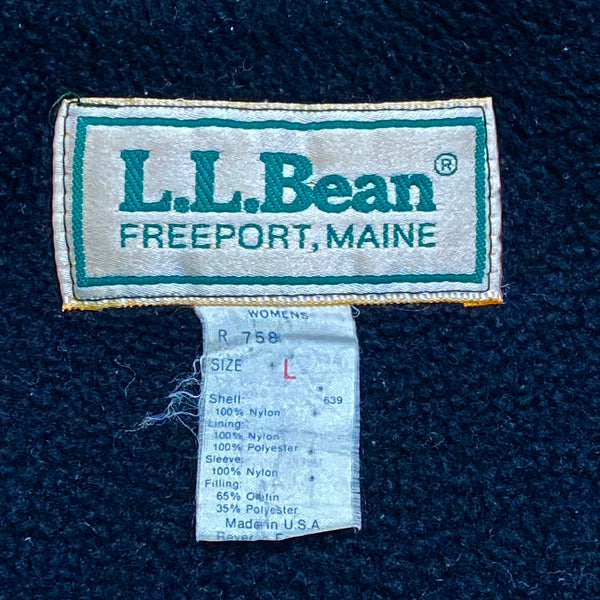 L.L.Bean®
FREEPORT, MAINE
WOMENS
R 758
SIZE L
Shell: 639
100% Nylon
Lining:
100% Nylon
100% Polyester
Sleeve:
100% Nylon
Filling:
65% Olefin
35% Polyester
Made in U.S.A